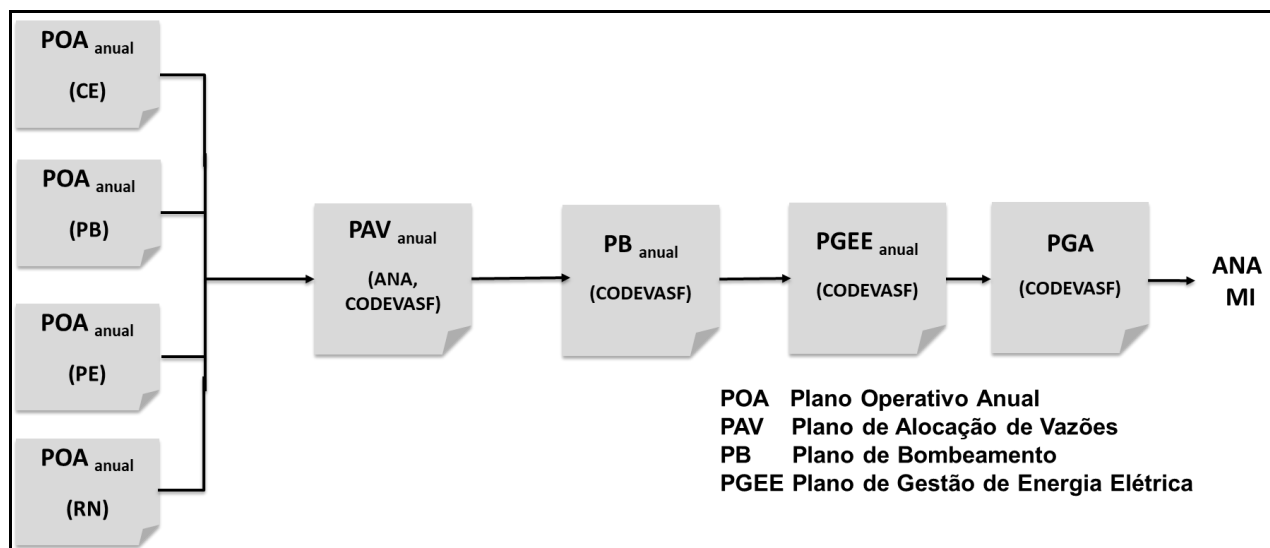 POA anual
(CE)
POA anual
(PB)
POA anual
(PE)
POA anual
(RN)
PAV anual
(ANA,
CODEVASF)
PB anual
(CODEVASF)
PGEE anual
(CODEVASF)
PGA
(CODEVASF)
ANA
MI
POA Plano Operativo Anual
PAV Plano de Alocação de Vazões
PB Plano de Bombeamento
PGEE Plano de Gestão de Energia Elétrica